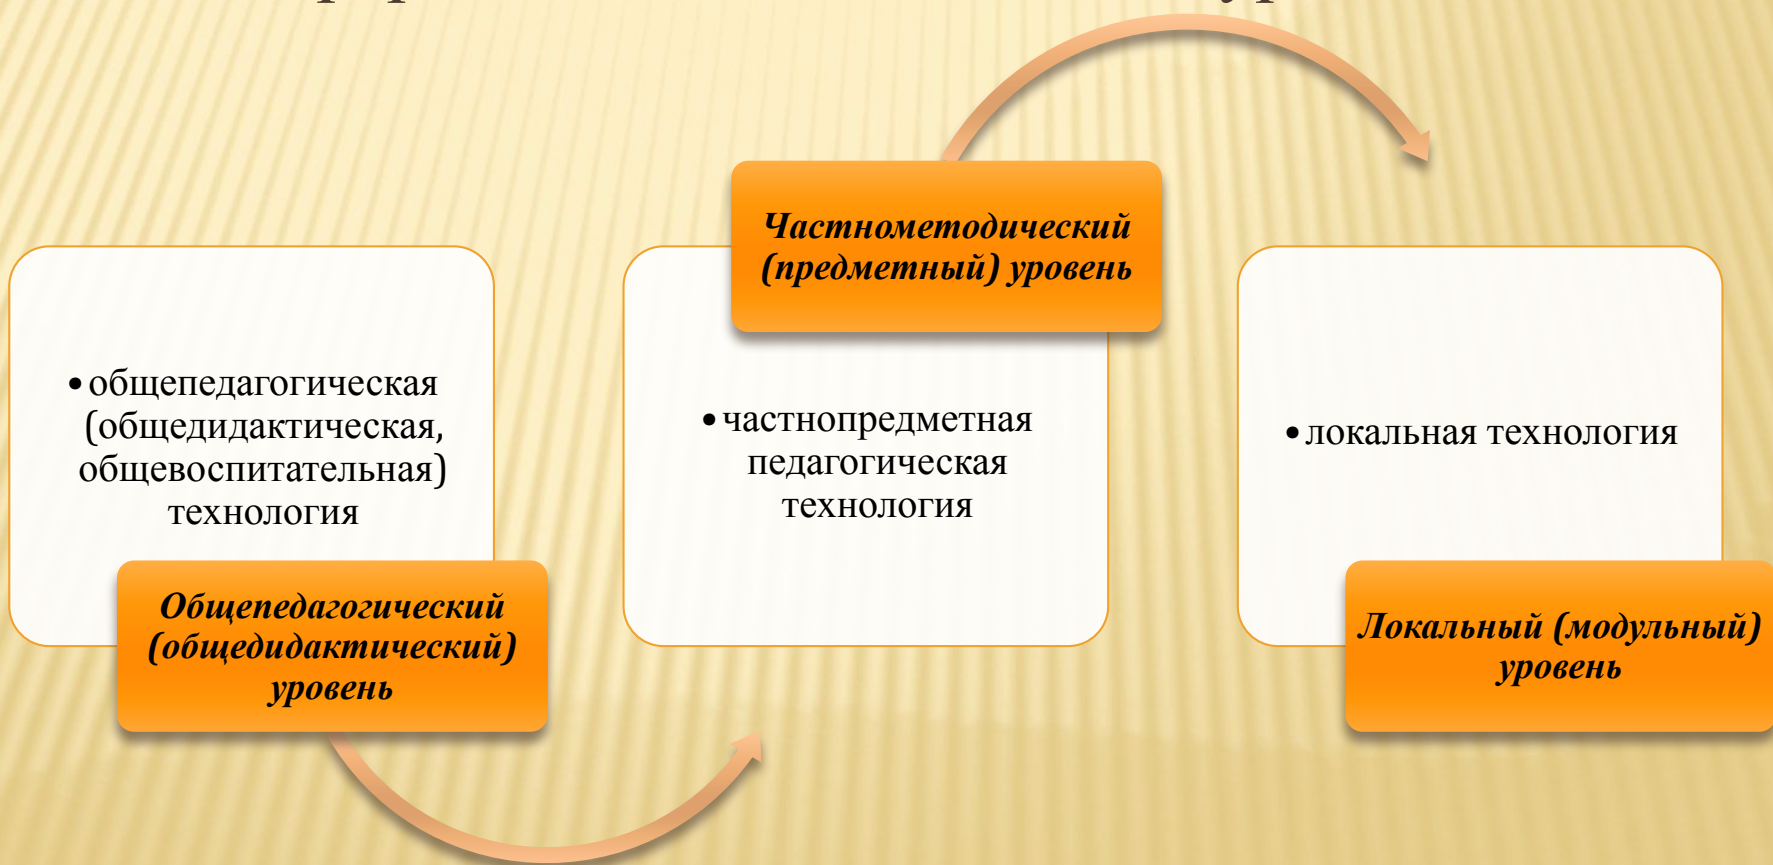 • общепедагогическая
(общедидактическая,
общевоспитательная)
технология
Общепедагогический
(общедидактический)
уровень
Частнометодический
(предметный) уровень
• частнопредметная
педагогическая
технология
• локальная технология
Локальный (модульный)
уровень